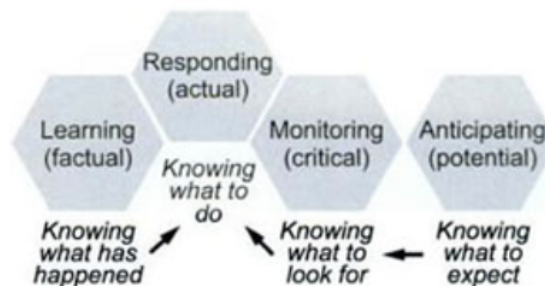 Responding
(actual)
Learning
(factual)
Monitoring
(critical)
Anticipating
(potential)
Knowing
what to
do
Knowing
what has
happened
Knowing
what to
look for
Knowing
what to
expect